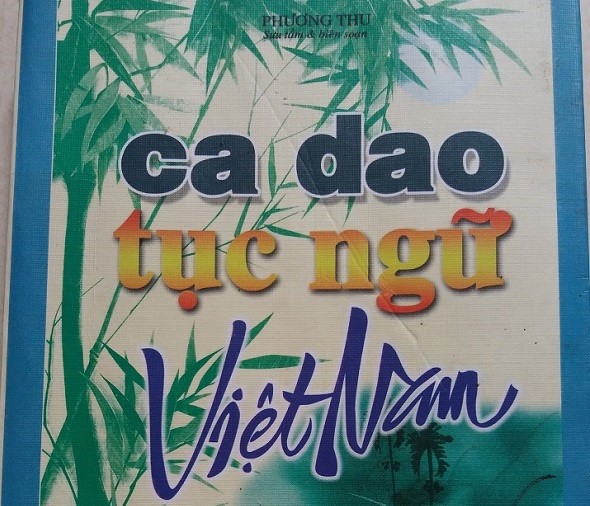 PHƯƠNG THU
Sưu tầm & biên soạn
ca dao
tục ngữ
Việt Nam